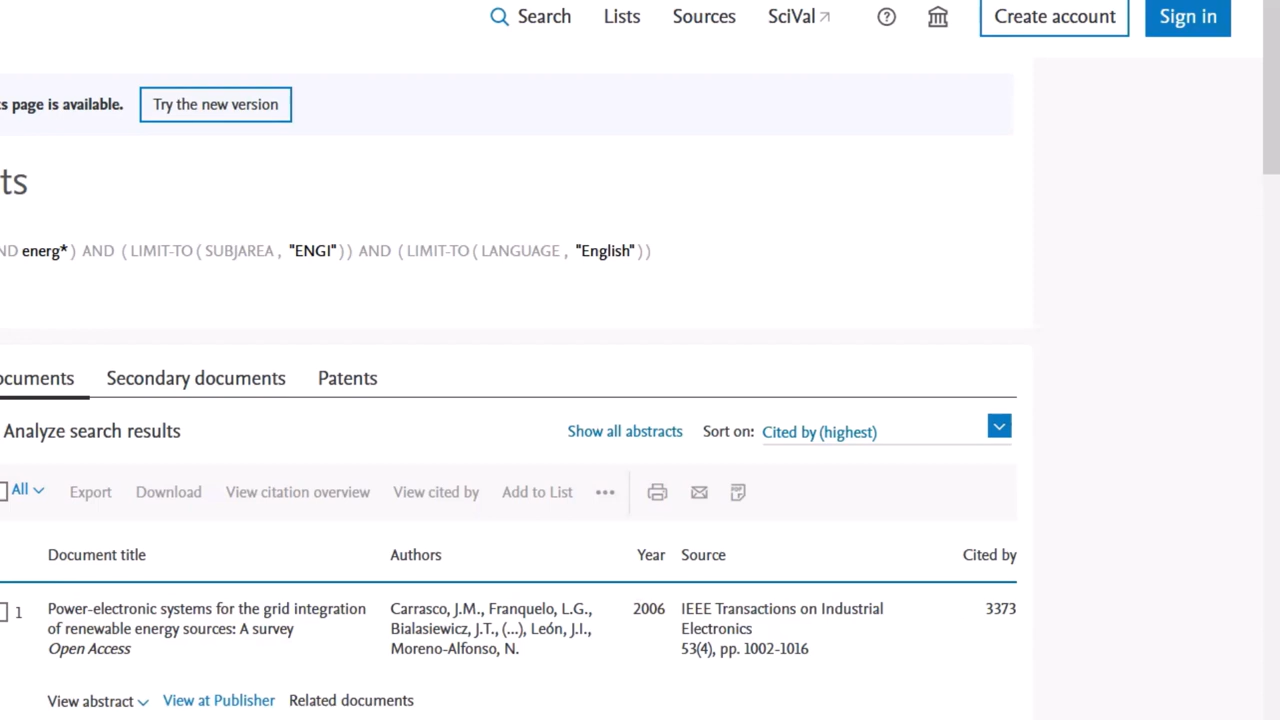 Search Lists Sources SciVal Create account Sign in
s page is available. Try the new version
ts
ND energ*) AND (LIMIT-TO(SUBJAREA, "ENGI")) AND (LIMIT-TO(LANGUAGE, "English"))
ocuments Secondary documents Patents
Analyze search results Show all abstracts Sort on: Cited by (highest)
All Export Download View citation overview View cited by Add to List ••• PDF
Document title Authors Year Source Cited by
1 Power-electronic systems for the grid integration Carrasco, J.M., Franquelo, L.G., 2006 IEEE Transactions on Industrial 3373
of renewable energy sources: A survey Bialasiewicz, J.T., (...), León, J.I., Electronics
Open Access Moreno-Alfonso, N. 53(4), pp. 1002-1016
View abstract View at Publisher Related documents